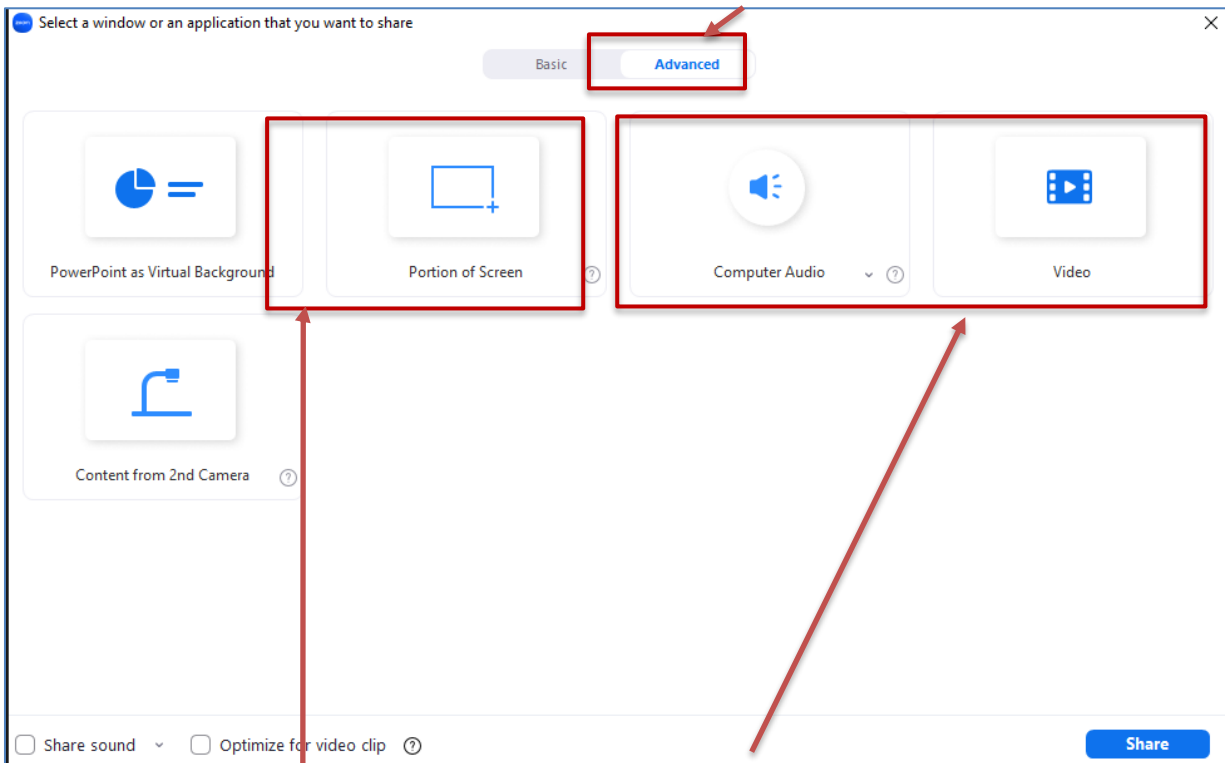 zoom
Select a window or an application that you want to share
Basic
Advanced
PowerPoint as Virtual Background
Portion of Screen
?
Computer Audio
?
Video
Content from 2nd Camera
?
Share sound
Optimize for video clip
?
Share